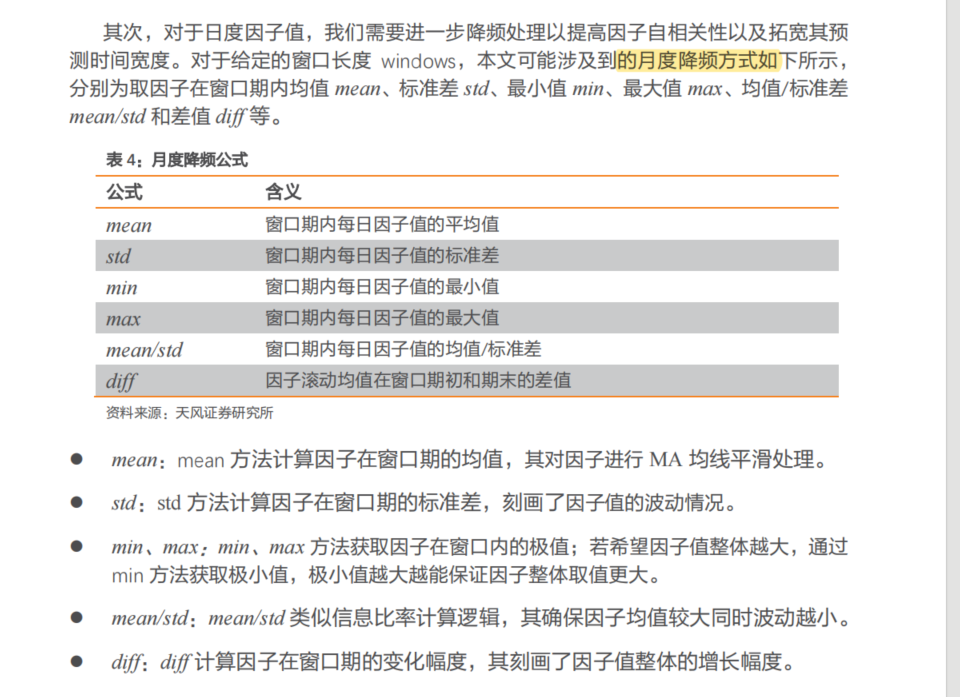 其次，对于日度因子值，我们需要进一步降频处理以提高因子自相关性以及拓宽其预
测时间宽度。对于给定的窗口长度 windows，本文可能涉及到的月度降频方式如下所示，
分别为取因子在窗口期内均值 mean、标准差 std、最小值 min、最大值 max、均值/标准差
mean/std 和差值 diff 等。
表 4：月度降频公式
公式 含义
mean 窗口期内每日因子值的平均值
std 窗口期内每日因子值的标准差
min 窗口期内每日因子值的最小值
max 窗口期内每日因子值的最大值
mean/std 窗口期内每日因子值的均值/标准差
diff 因子滚动均值在窗口期初和期末的差值
资料来源：天风证券研究所
● mean：mean 方法计算因子在窗口期的均值，其对因子进行 MA 均线平滑处理。
● std：std 方法计算因子在窗口期的标准差，刻画了因子值的波动情况。
● min、max：min、max 方法获取因子在窗口内的极值；若希望因子值整体越大，通过
min 方法获取极小值，极小值越大越能保证因子整体取值更大。
● mean/std：mean/std 类似信息比率计算逻辑，其确保因子均值较大同时波动越小。
● diff：diff 计算因子在窗口期的变化幅度，其刻画了因子值整体的增长幅度。